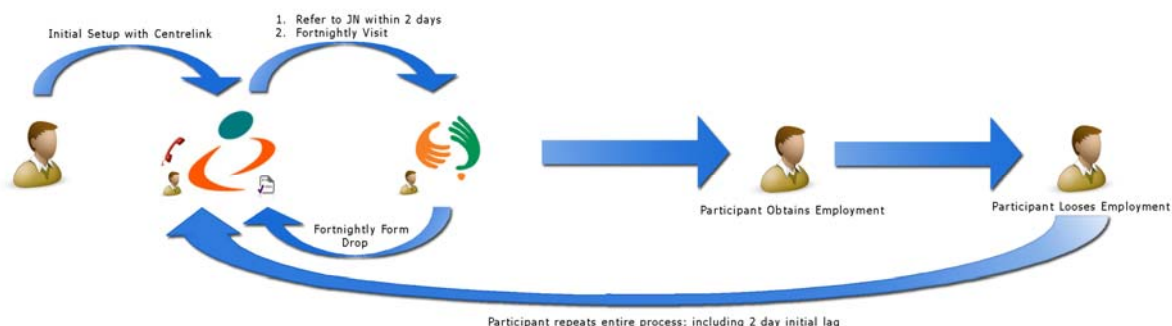 Initial Setup with Centrelink
1. Refer to JN within 2 days
2. Fortnightly Visit
Fortnightly Form
Drop
Participant Obtains Employment
Participant Looses Employment
Participant repeats entire process; including 2 day initial lag